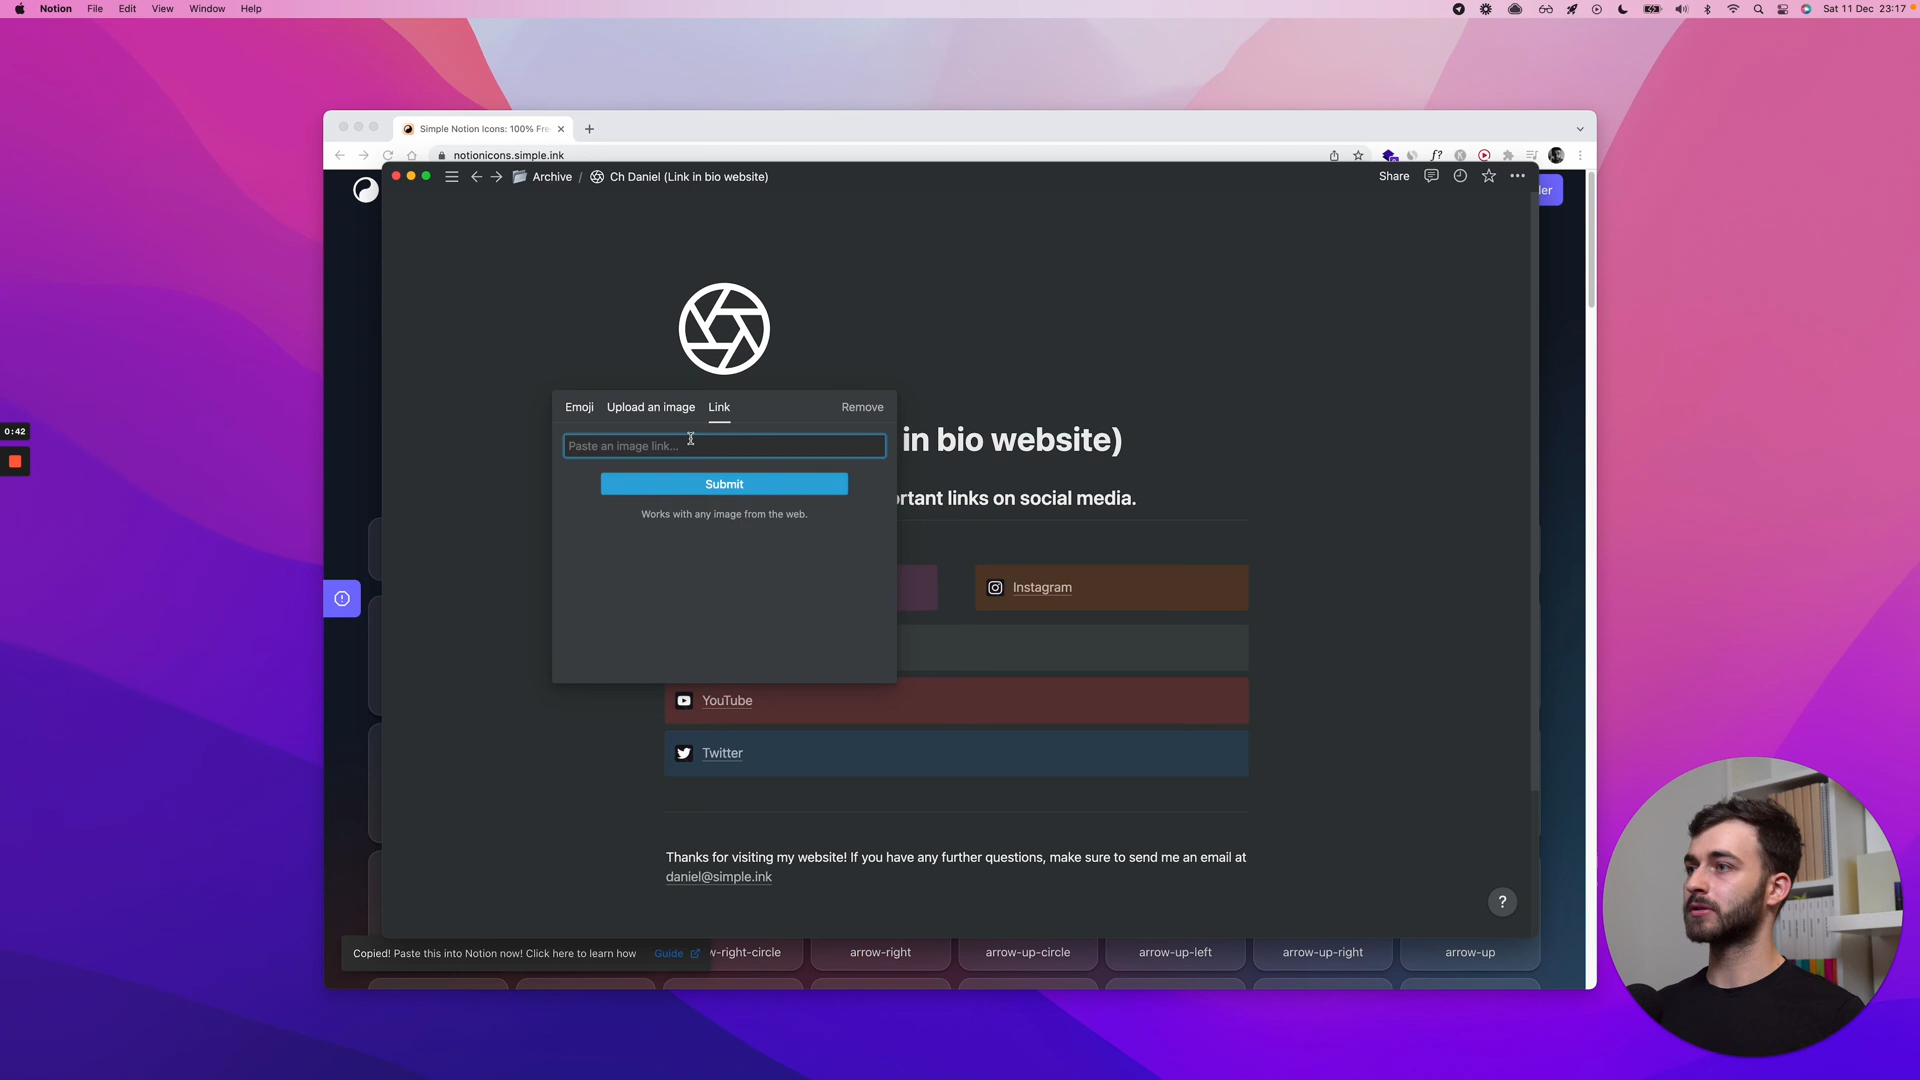 Notion File Edit View Window Help
Sat 11 Dec 23:17
Simple Notion Icons: 100% Fre
notionicons.simple.ink
Archive / Ch Daniel (Link in bio website)
Share
ler
0:42
Emoji Upload an image Link Remove
Paste an image link...
in bio website)
Submit
rtant links on social media.
Works with any image from the web.
Instagram
YouTube
Twitter
Thanks for visiting my website! If you have any further questions, make sure to send me an email at
daniel@simple.ink
?
Copied! Paste this into Notion now! Click here to learn how Guide
w-right-circle arrow-right arrow-up-circle arrow-up-left arrow-up-right arrow-up